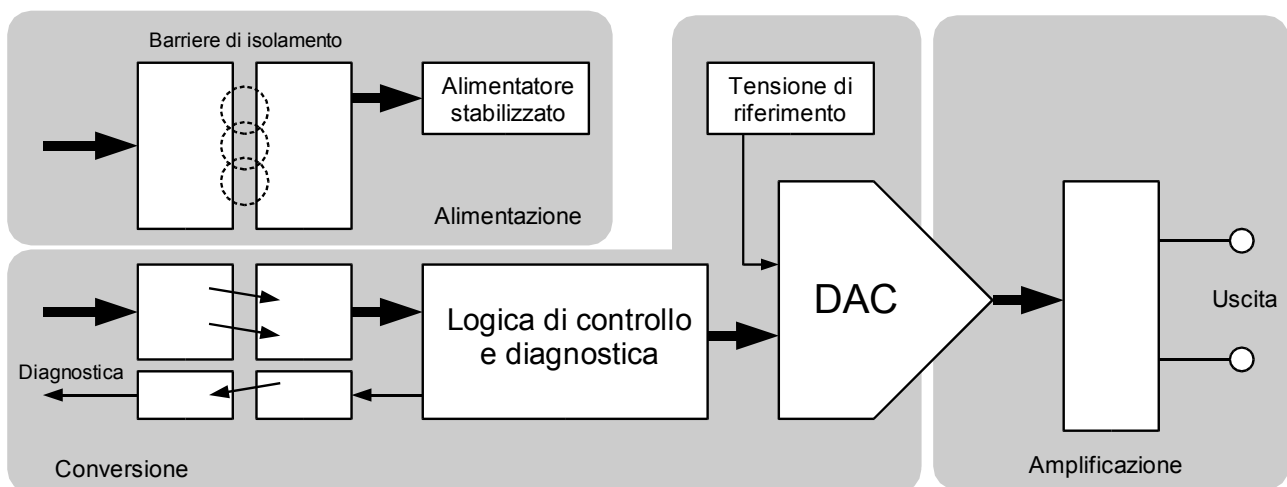 Barriere di isolamento
Alimentatore
stabilizzato
Tensione di
riferimento
Alimentazione
DAC
Uscita
Logica di controllo
e diagnostica
Diagnostica
Conversione
Amplificazione